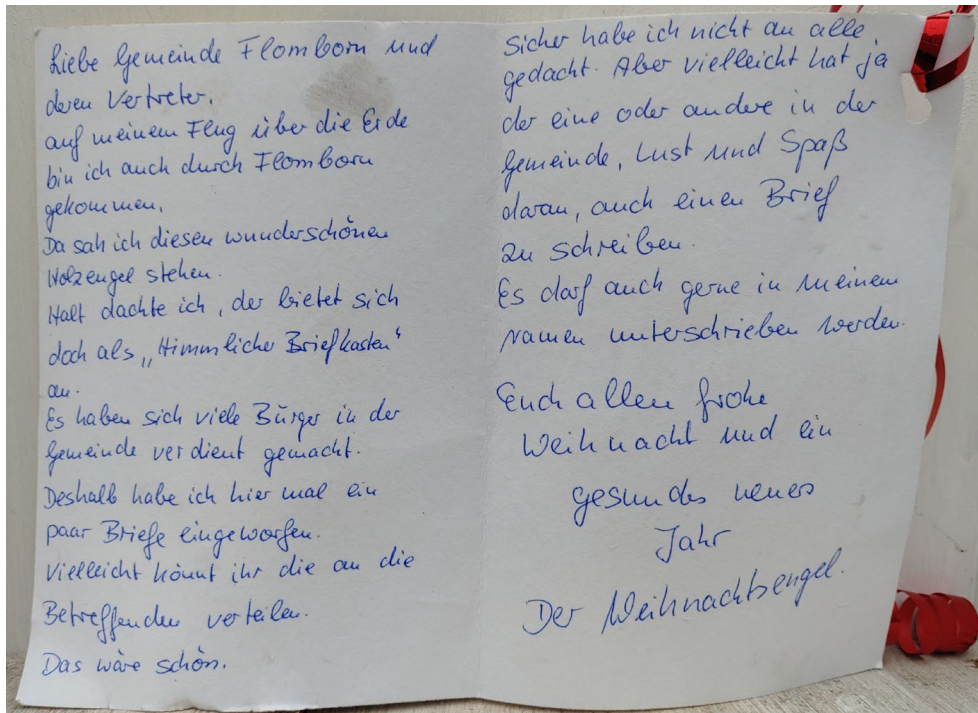 Liebe Gemeinde Flomborn und
deren Vertreter,
auf meinem Flug über die Erde
bin ich auch durch Flomborn
gekommen.
Da sah ich diesen wunderschönen
Holzengel stehen.
Halt dachte ich, der bietet sich
doch als „Himmlicher Briefkasten"
an.
Es haben sich viele Bürger in der
Gemeinde verdient gemacht.
Deshalb habe ich hier mal ein
paar Briefe eingeworfen.
Vielleicht könnt ihr die an die
Betreffenden verteilen.
Das wäre schön.
Sicher habe ich nicht an alle
gedacht. Aber vielleicht hat ja
der eine oder andere in der
Gemeinde, Lust und Spaß
daran, auch einen Brief
zu schreiben.
Es darf auch gerne in meinem
Namen unterschrieben werden.
Euch allen frohe
Weihnacht und ein
gesundes neues
Jahr
Der Weihnachtsengel.